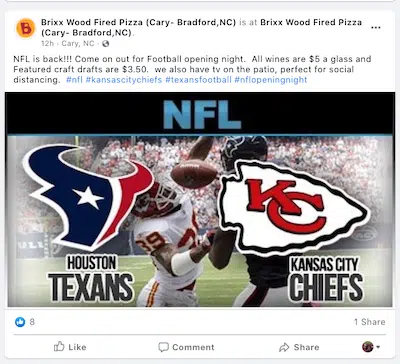 Brixx Wood Fired Pizza (Cary- Bradford,NC) is at Brixx Wood Fired Pizza
(Cary- Bradford,NC).
12h · Cary, NC ·
NFL is back!!! Come on out for Football opening night. All wines are $5 a glass and
Featured craft drafts are $3.50. we also have tv on the patio, perfect for social
distancing. #nfl #kansascitychiefs #texansfootball #nflopeningnight
NFL
KC
39
HOUSTON
TEXANS
KANSAS CITY
CHIEFS
8
1 Share
Like
Comment
Share